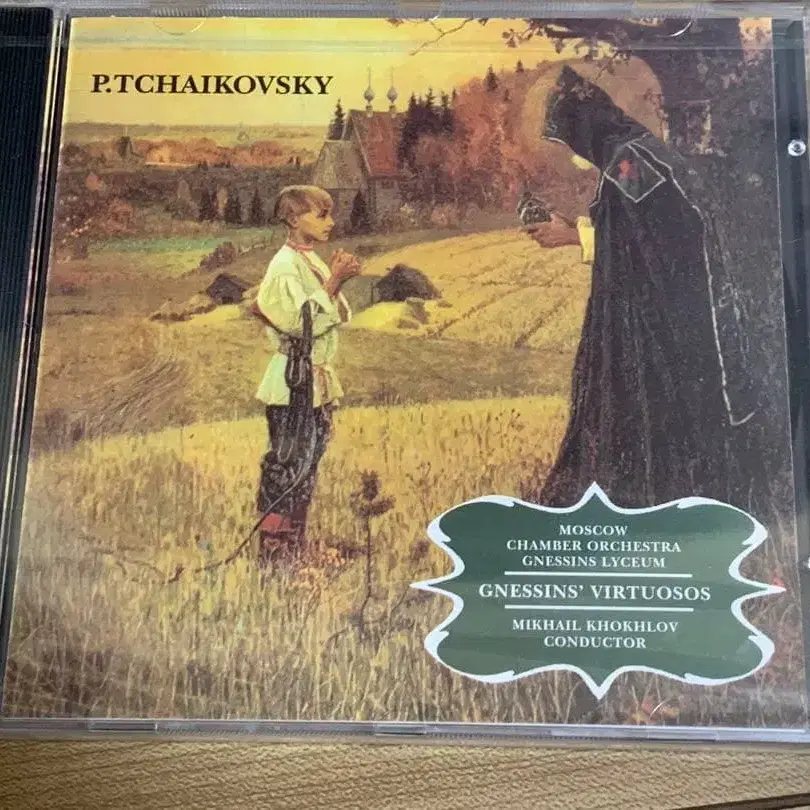 P.TCHAIKOVSKY
MOSCOW
CHAMBER ORCHESTRA
GNESSINS LYCEUM
GNESSINS' VIRTUOSOS
MIKHAIL KHOKHLOV
CONDUCTOR